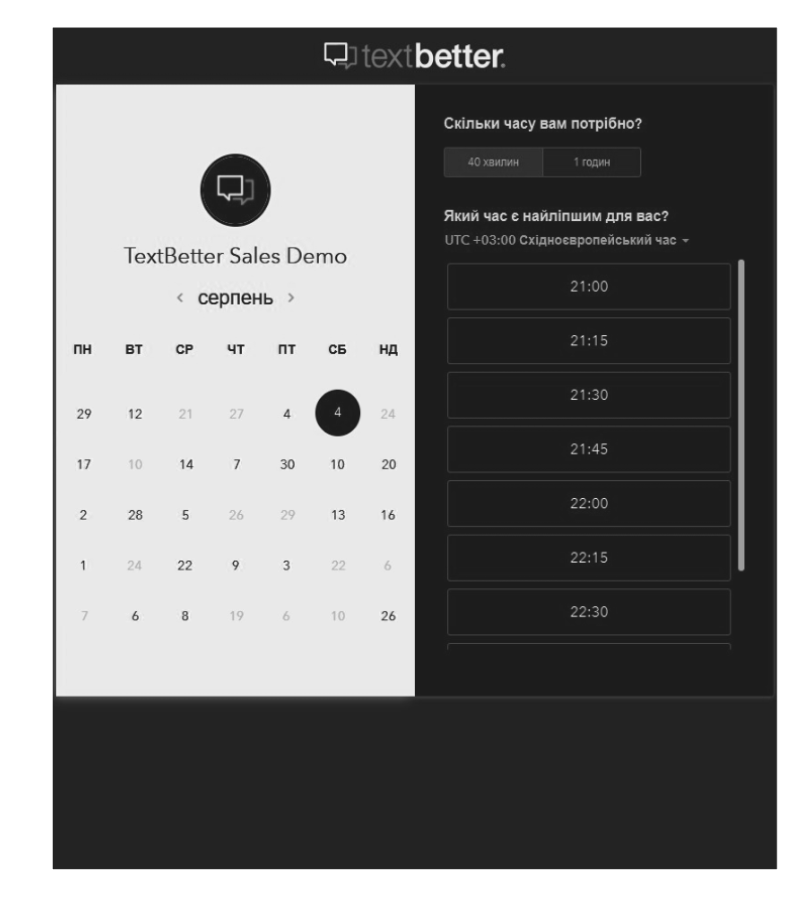 textbetter.
TextBetter Sales Demo
< серпень >
ПН ВТ СР ЧТ ПТ СБ НД
29 12 21 27 4 4 24
17 10 14 7 30 10 20
2 28 5 26 29 13 16
1 24 22 9 3 22 6
7 6 8 19 6 10 26
Скільки часу вам потрібно?
40 хвилин 1 годин
Який час є найліпшим для вас?
UTC +03:00 Східноєвропейський час
21:00
21:15
21:30
21:45
22:00
22:15
22:30